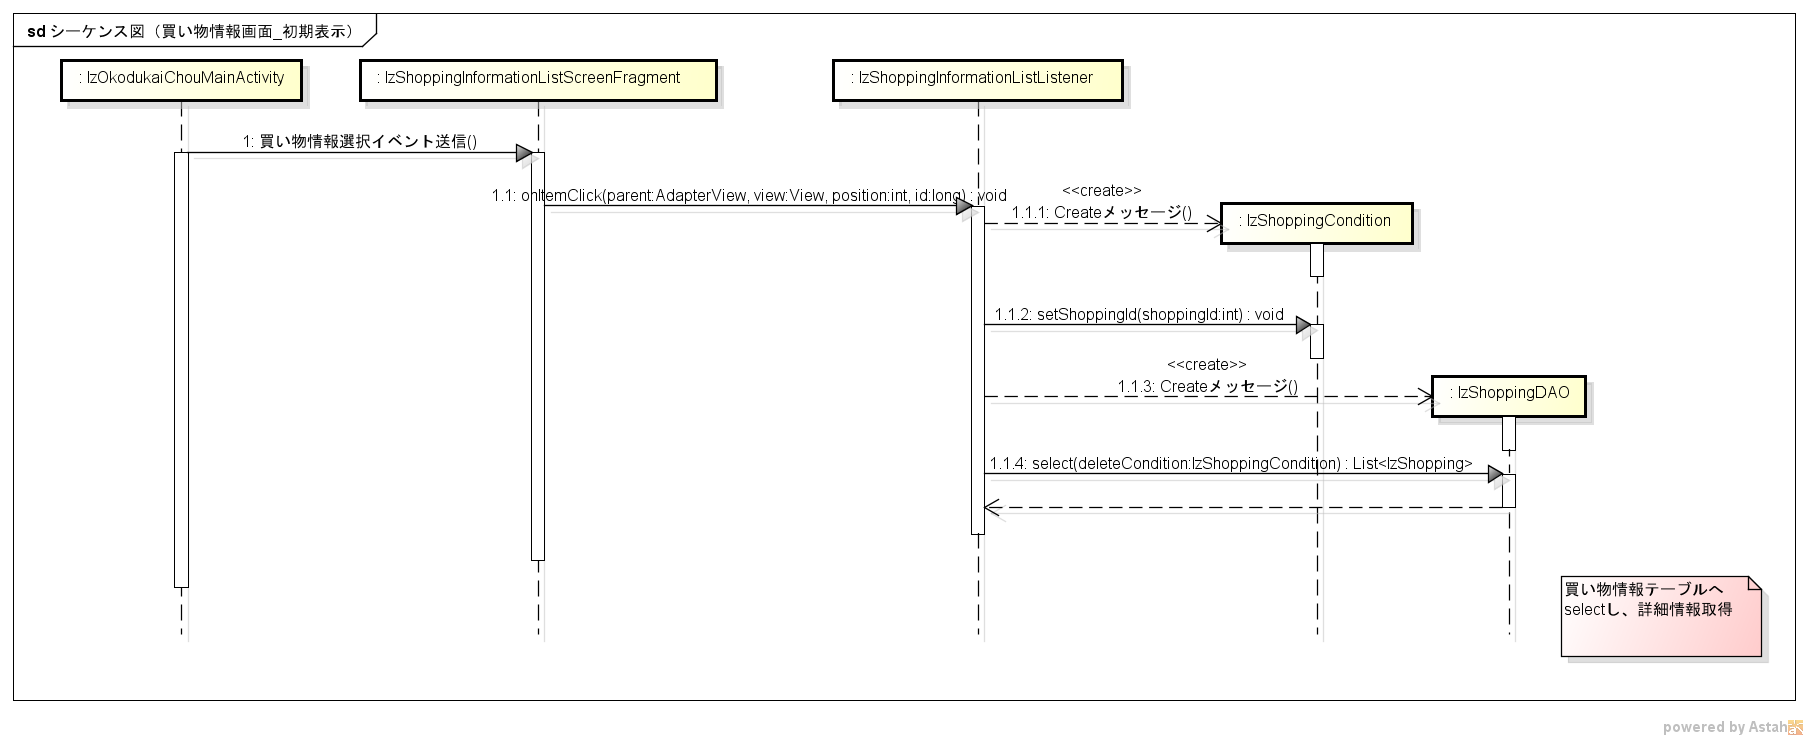 sd シーケンス図（買い物情報画面_初期表示）
: IzOkodukaiChouMainActivity
: IzShoppingInformationListScreenFragment
: IzShoppingInformationListListener
1: 買い物情報選択イベント送信()
1.1: onItemClick(parent:AdapterView, view:View, position:int, id:long) : void
<<create>>
1.1.1: Createメッセージ()
: IzShoppingCondition
1.1.2: setShoppingId(shoppingId:int) : void
<<create>>
1.1.3: Createメッセージ()
: IzShoppingDAO
1.1.4: select(deleteCondition:IzShoppingCondition) : List<IzShopping>
買い物情報テーブルへ
selectし、詳細情報取得
powered by Astah